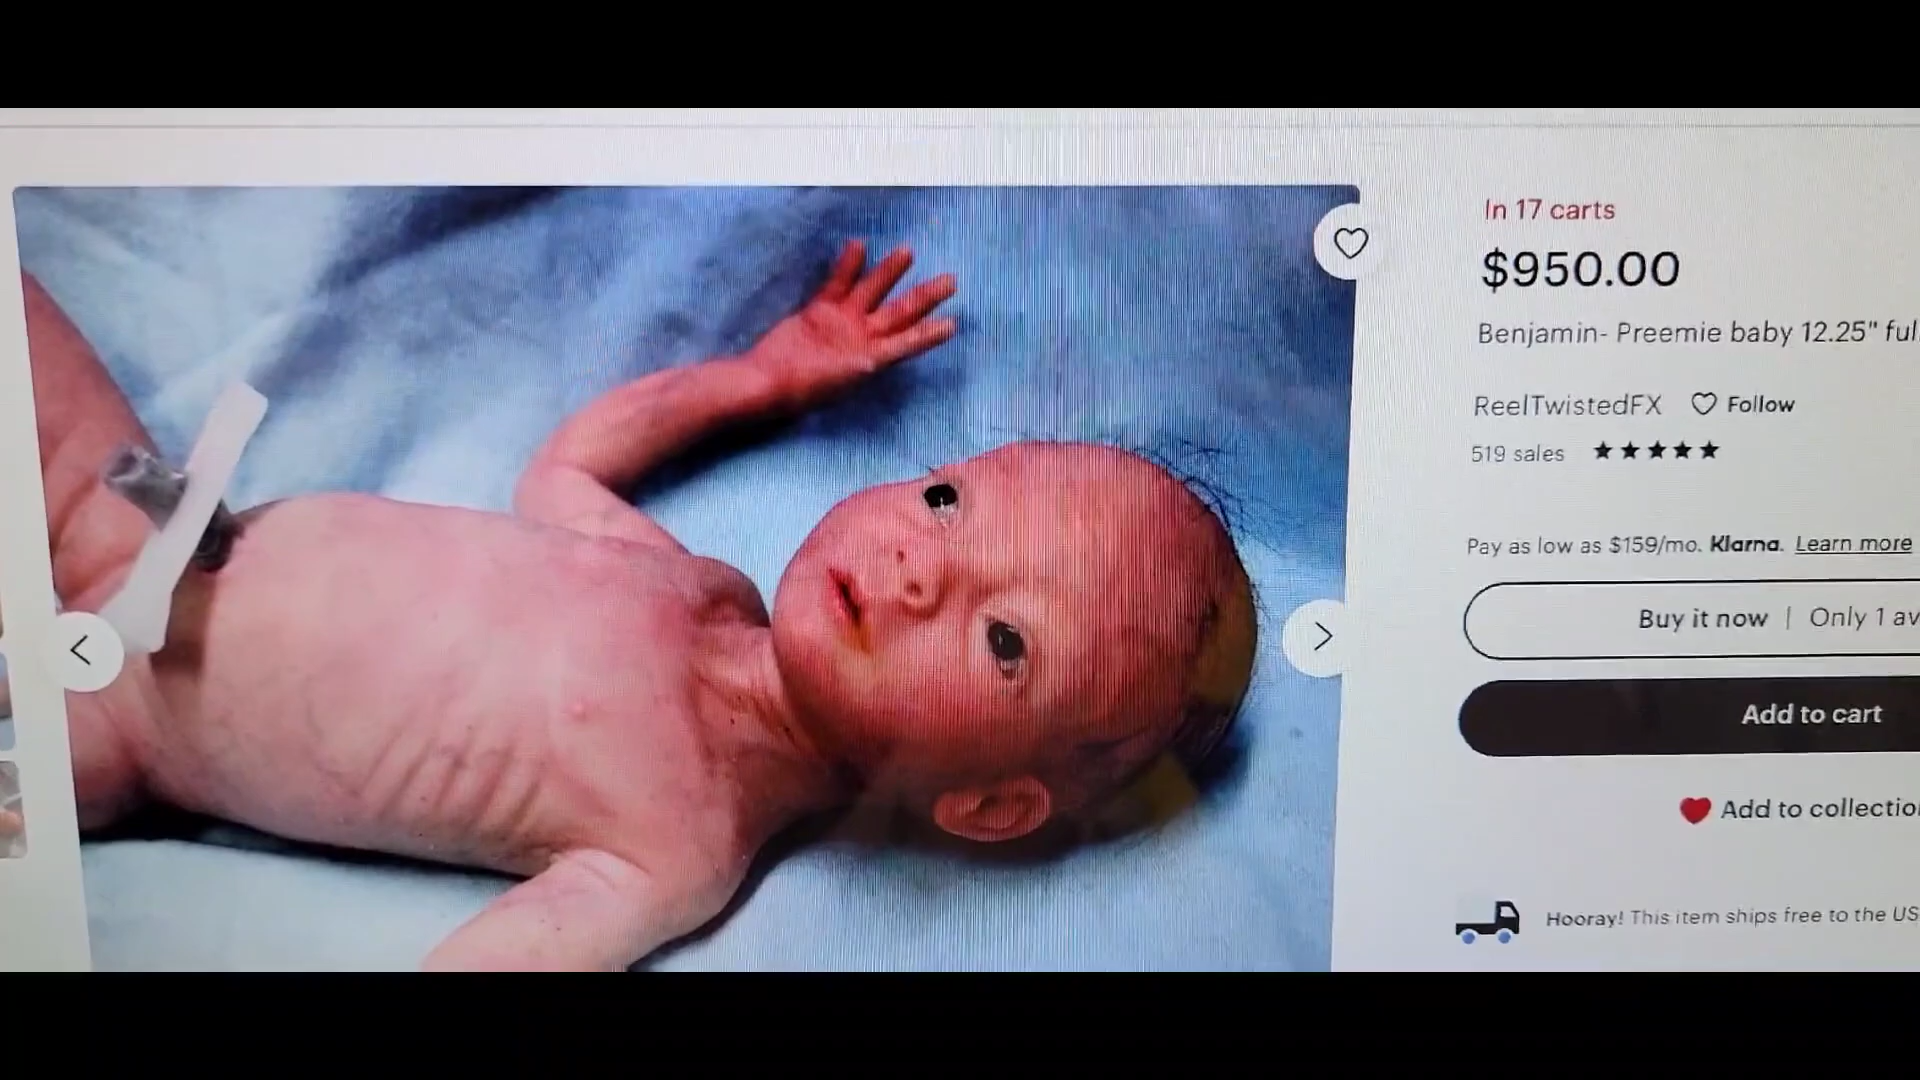 In 17 carts
$950.00
Benjamin- Preemie baby 12.25"
ReelTwistedFX Follow
519 sales
Pay as low as $159/mo. Klarna. Learn more
Buy it now | Only 1
Add to cart
Add to
Hooray! This item ships free to the US